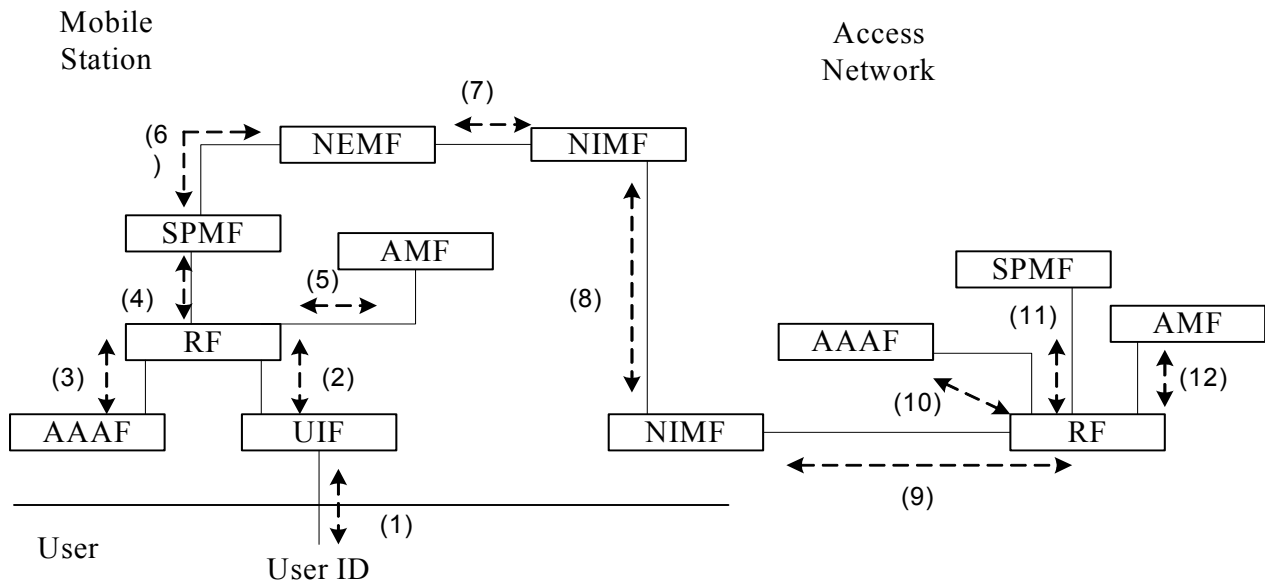 Mobile
Station
Access
Network
(7)
(6
)
NEMF
NIMF
SPMF
AMF
SPMF
(4)
(5)
(8)
(11)
AMF
RF
AAAF
(3)
(2)
(12)
(10)
AAAF
UIF
NIMF
RF
(9)
(1)
User
User ID